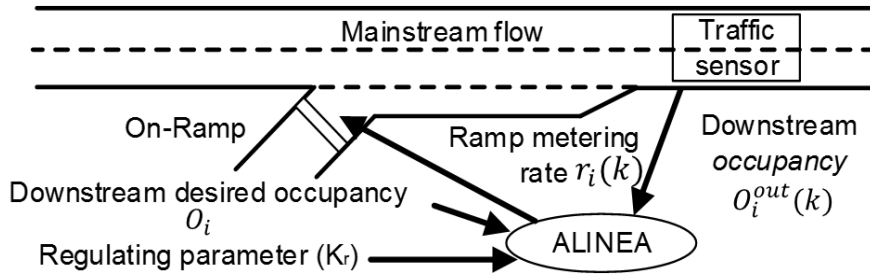 Mainstream flow
Traffic
sensor
On-Ramp
Ramp metering
rate r_i(k)
Downstream
occupancy
O_i^{out}(k)
Downstream desired occupancy
O_i
Regulating parameter (K_r)
ALINEA